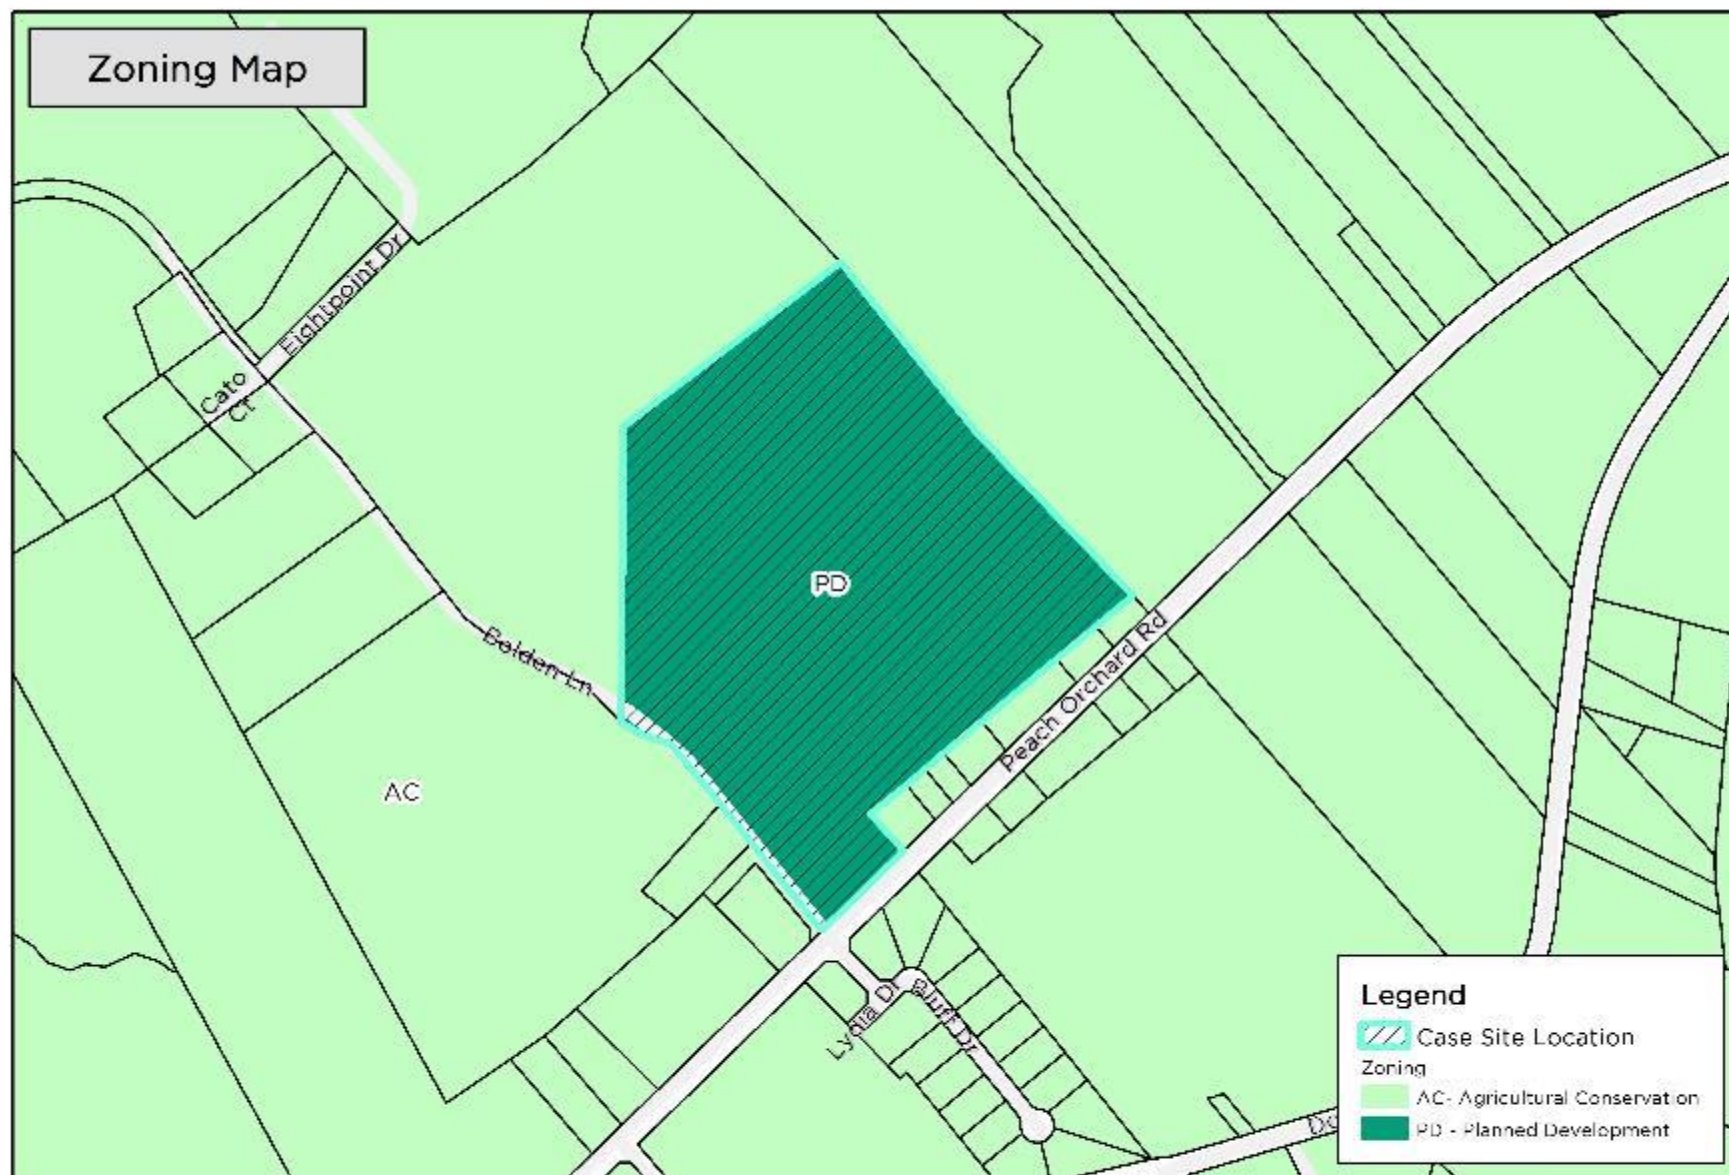 Zoning Map
Eightpoint Dr
Cato
Ct
PD
Bolden Ln
Peach Orchard Rd
AC
Lydia Dr
Bluff Dr
Legend
Case Site Location
Zoning
AC- Agricultural Conservation
PD - Planned Development